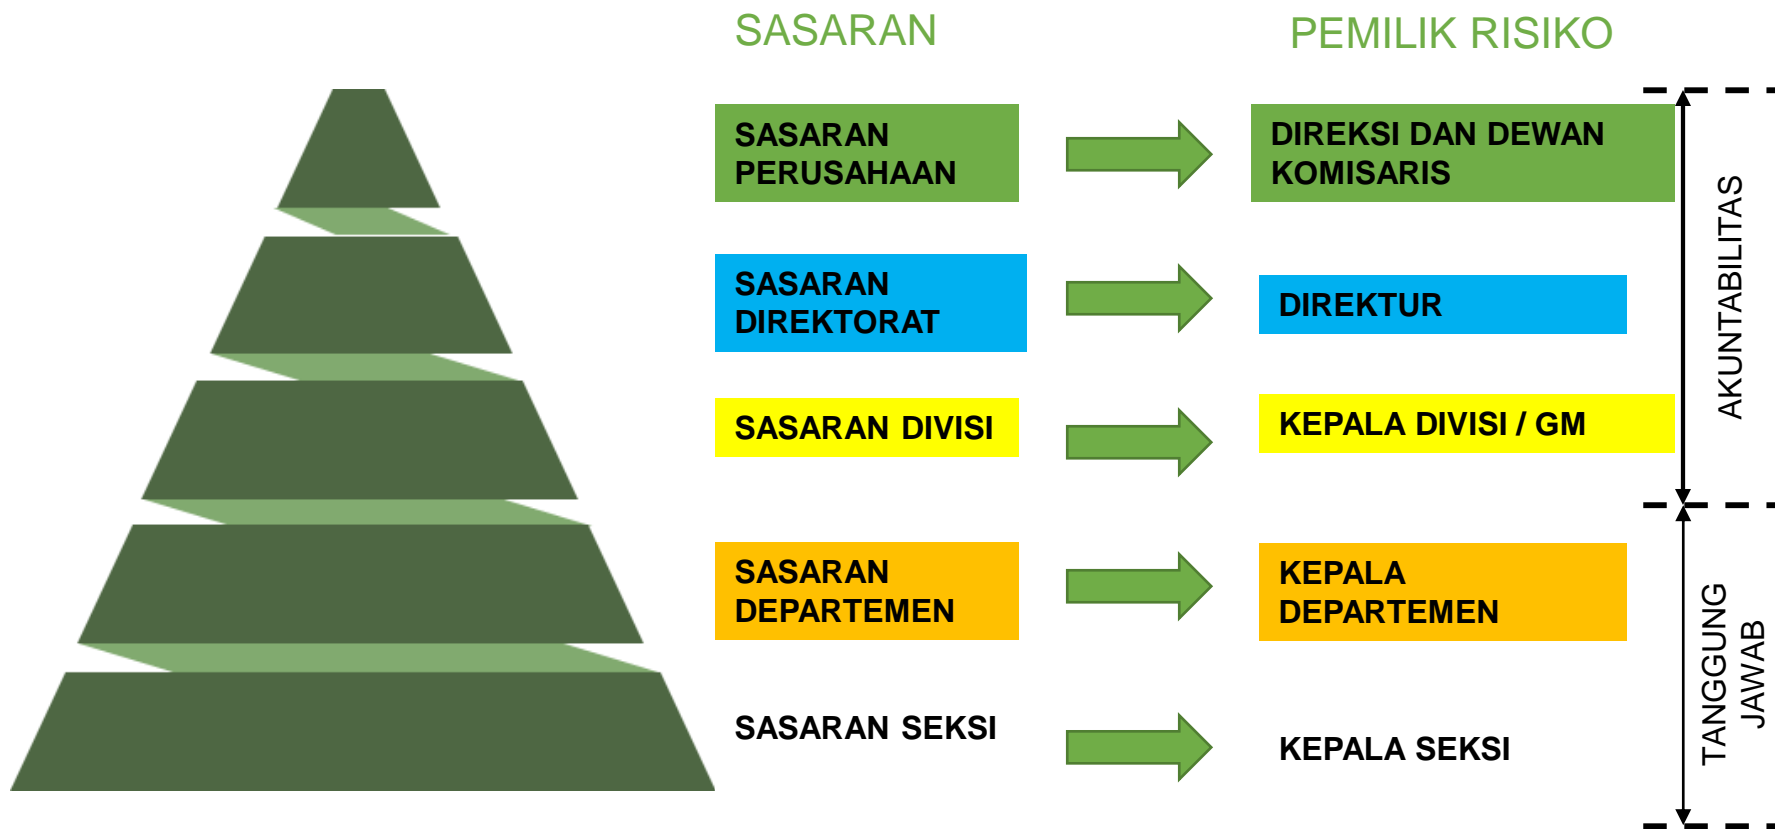 SASARAN
PEMILIK RISIKO
SASARAN
PERUSAHAAN
DIREKSI DAN DEWAN
KOMISARIS
SASARAN
DIREKTORAT
DIREKTUR
SASARAN DIVISI
KEPALA DIVISI / GM
SASARAN
DEPARTEMEN
KEPALA
DEPARTEMEN
SASARAN SEKSI
KEPALA SEKSI
AKUNTABILITAS
TANGGUNG
JAWAB